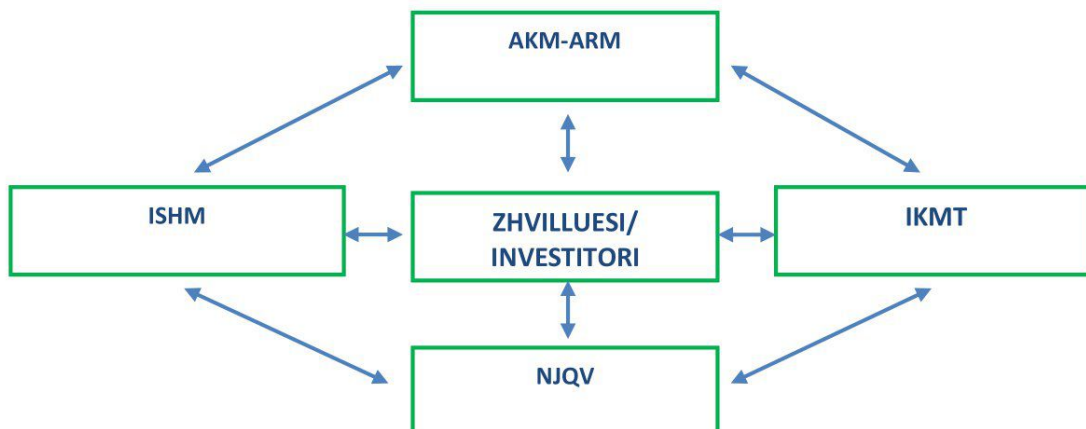 AKM-ARM
ISHM
ZHVILLUESI/
INVESTITORI
IKMT
NJQV